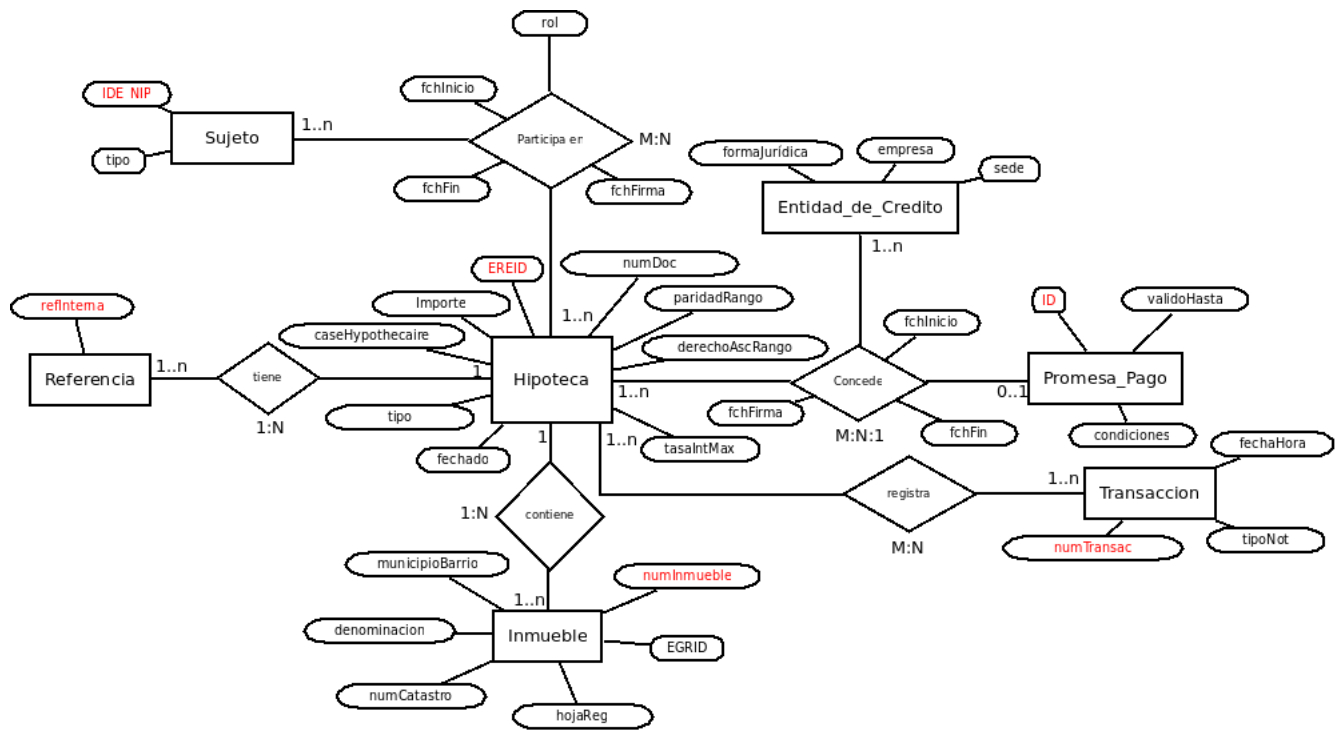 rol
fchInicio
IDE NIP
Sujeto
1..n
Participa er
M:N
tipo
fchFin
fchFirma
formaJurídica
empresa
sede
Entidad_de_Credito
1..n
EREID
numDoc
Importe
paridadRango
1..n
refInterna
caseHypothecaire
derechoAscRango
fchInicio
ID
validoHasta
Referencia
1..n
tiene
1
Hipoteca
1..n
Concede
0..1
Promesa_Pago
1:N
tipo
fchFirma
M:N:1
fchFin
condiciones
fechado
1
1..n
tasaIntMax
fechaHora
1:N
contiene
registra
1..n
Transaccion
M:N
numTransac
tipoNot
municipioBarrio
numInmueble
1..n
denominacion
Inmueble
EGRID
numCatastro
hojaReg